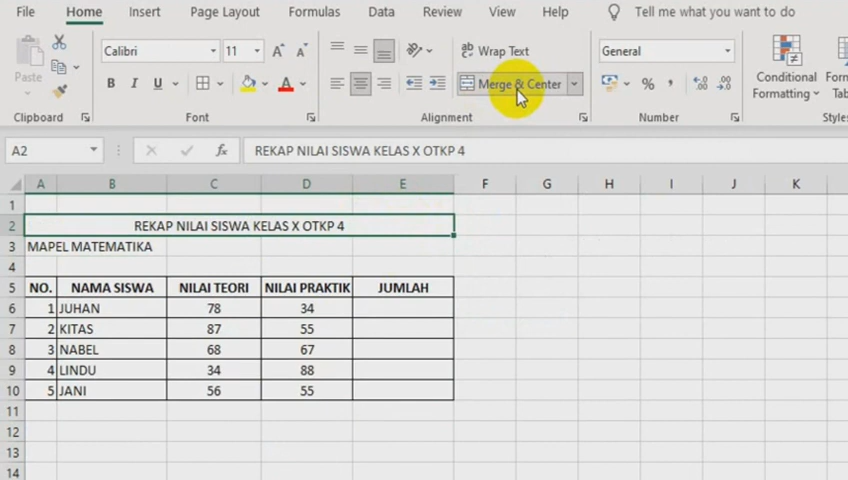 File Home Insert Page Layout Formulas Data Review View Help Tell me what you want to do
Paste
Calibri 11
B I U A
Wrap Text
Merge & Center
General
%
Conditional
Formatting
Clipboard Font Alignment Number
A2 fx REKAP NILAI SISWA KELAS X OTKP 4
A B C D E F G H I J K
1
2 REKAP NILAI SISWA KELAS X OTKP 4
3 MAPEL MATEMATIKA
4
5 NO. NAMA SISWA NILAI TEORI NILAI PRAKTIK JUMLAH
6 1 JUHAN 78 34
7 2 KITAS 87 55
8 3 NABEL 68 67
9 4 LINDU 34 88
10 5 JANI 56 55
11
12
13
14